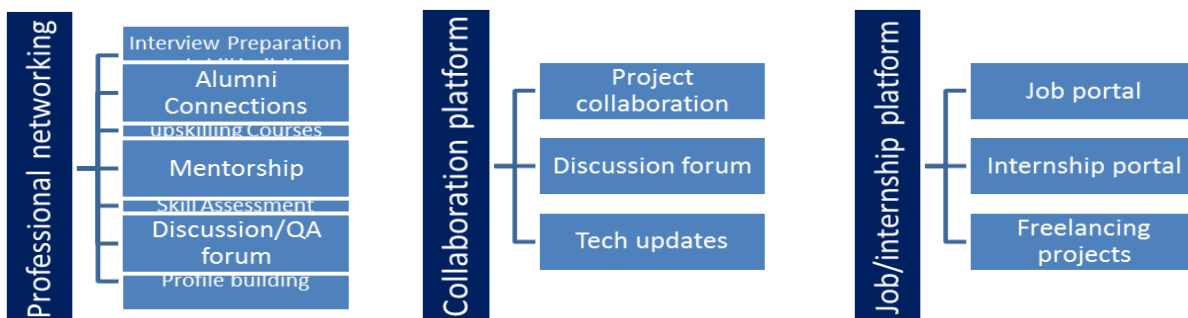 Professional networking
Interview Preparation
Alumni
Connections
upskilling Courses
Mentorship
Skill Assessment
Discussion/QA
forum
Profile building
Collaboration platform
Project
collaboration
Discussion forum
Tech updates
Job/internship platform
Job portal
Internship portal
Freelancing
projects